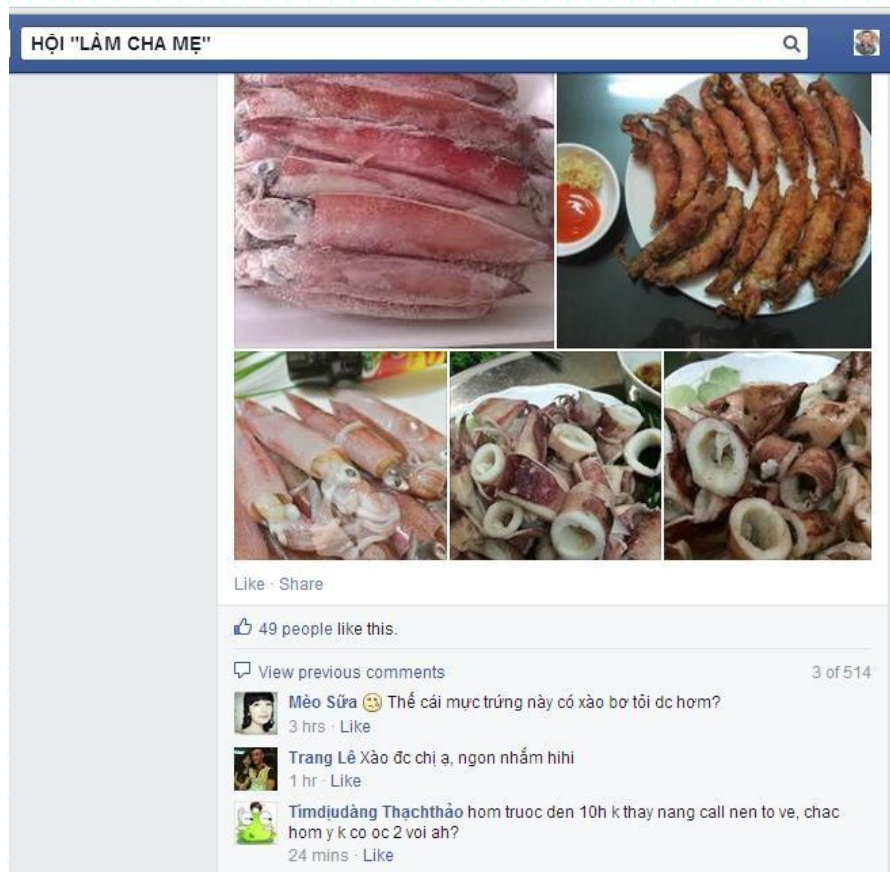 HỘI "LÀM CHA MẸ"
Like · Share
49 people like this.
View previous comments
3 of 514
Mèo Sữa Thế cái mực trứng này có xào bơ tỏi dc hơm?
3 hrs · Like
Trang Lê Xào đc chị ạ, ngon nhắm hihi
1 hr · Like
Tìmdịudàng Thạchthảo hom truoc den 10h k thay nang call nen to ve, chac
hom y k co oc 2 voi ah?
24 mins · Like